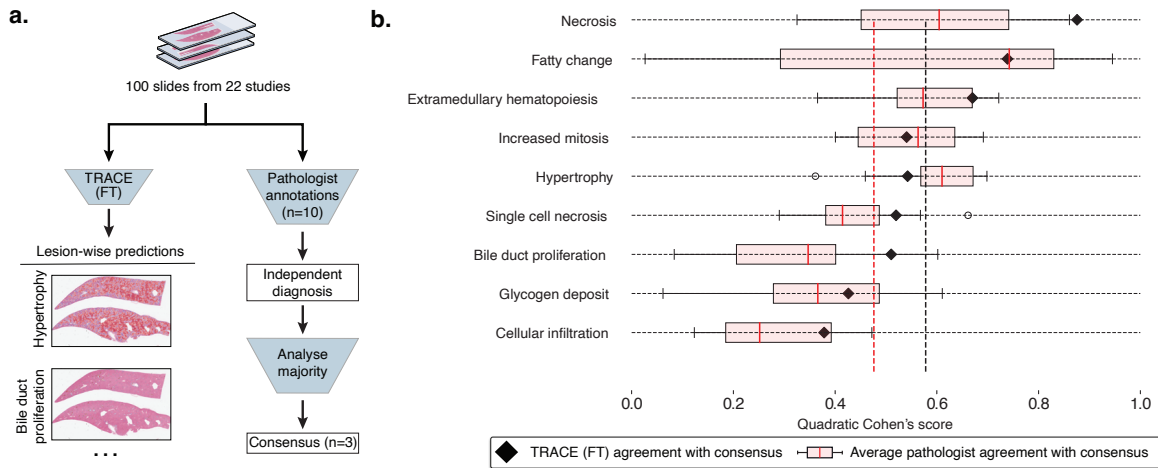 a.
100 slides from 22 studies
TRACE
(FT)
Lesion-wise predictions
Hypertrophy
Bile duct
proliferation
...
Pathologist
annotations
(n=10)
Independent
diagnosis
Analyse
majority
Consensus (n=3)
b.
Necrosis
Fatty change
Extramedullary hematopoiesis
Increased mitosis
Hypertrophy
Single cell necrosis
Bile duct proliferation
Glycogen deposit
Cellular infiltration
0.0 0.2 0.4 0.6 0.8 1.0
Quadratic Cohen's score
TRACE (FT) agreement with consensus
Average pathologist agreement with consensus